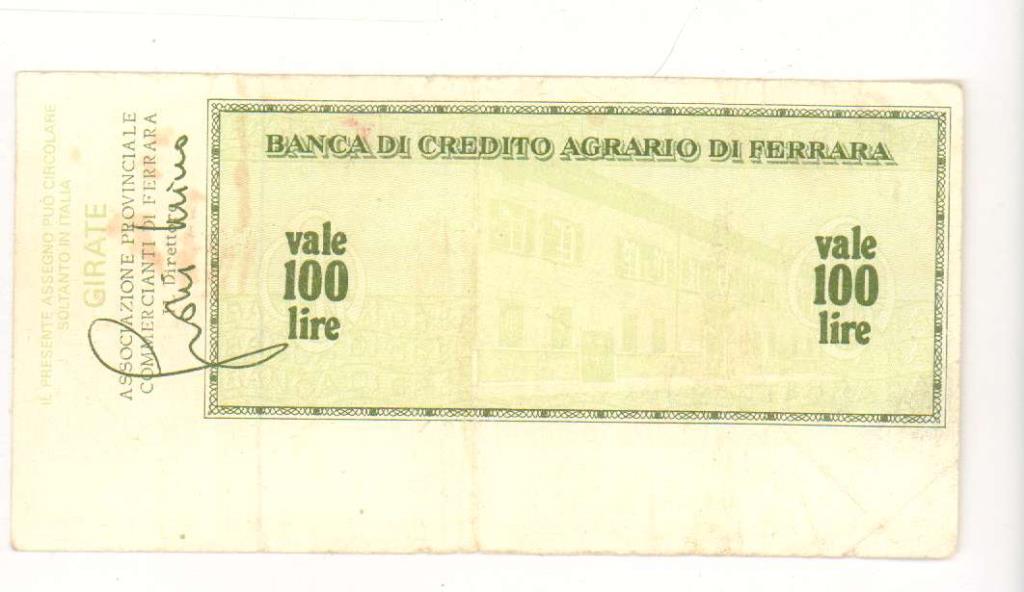 IL PRESENTE ASSEGNO PUÒ CIRCOLARE
SOLTANTO IN ITALIA
GIRATE
ASSOCIAZIONE PROVINCIALE
COMMERCIANTI DI FERRARA
Il Direttore
BANCA DI CREDITO AGRARIO DI FERRARA
vale
100
lire
vale
100
lire